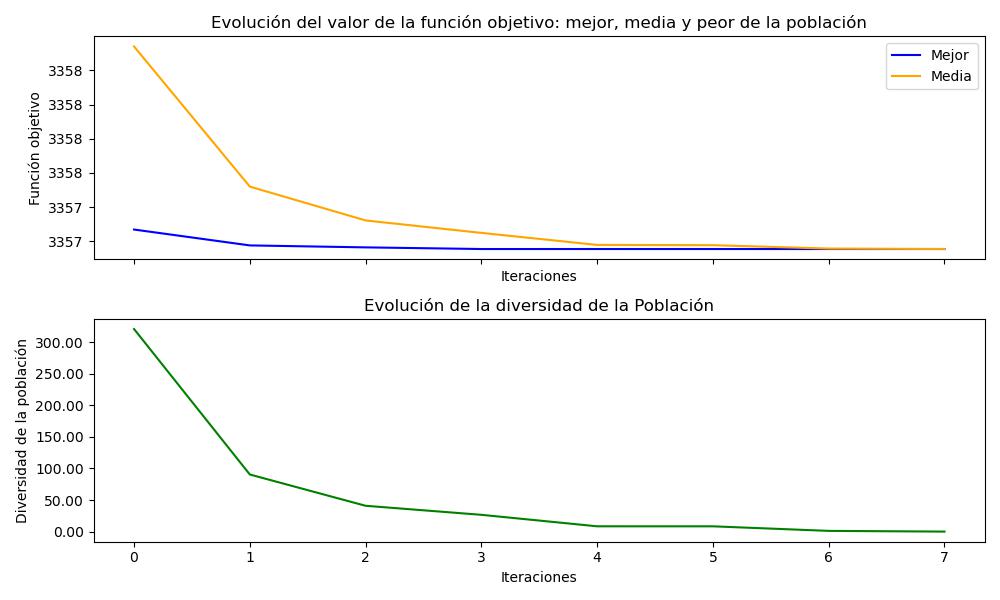 Evolución del valor de la función objetivo: mejor, media y peor de la población
Mejor
Media
3358
3358
3358
3358
3357
3357
Función objetivo
Iteraciones
Evolución de la diversidad de la Población
300.00
250.00
200.00
150.00
100.00
50.00
0.00
Diversidad de la población
0 1 2 3 4 5 6 7
Iteraciones